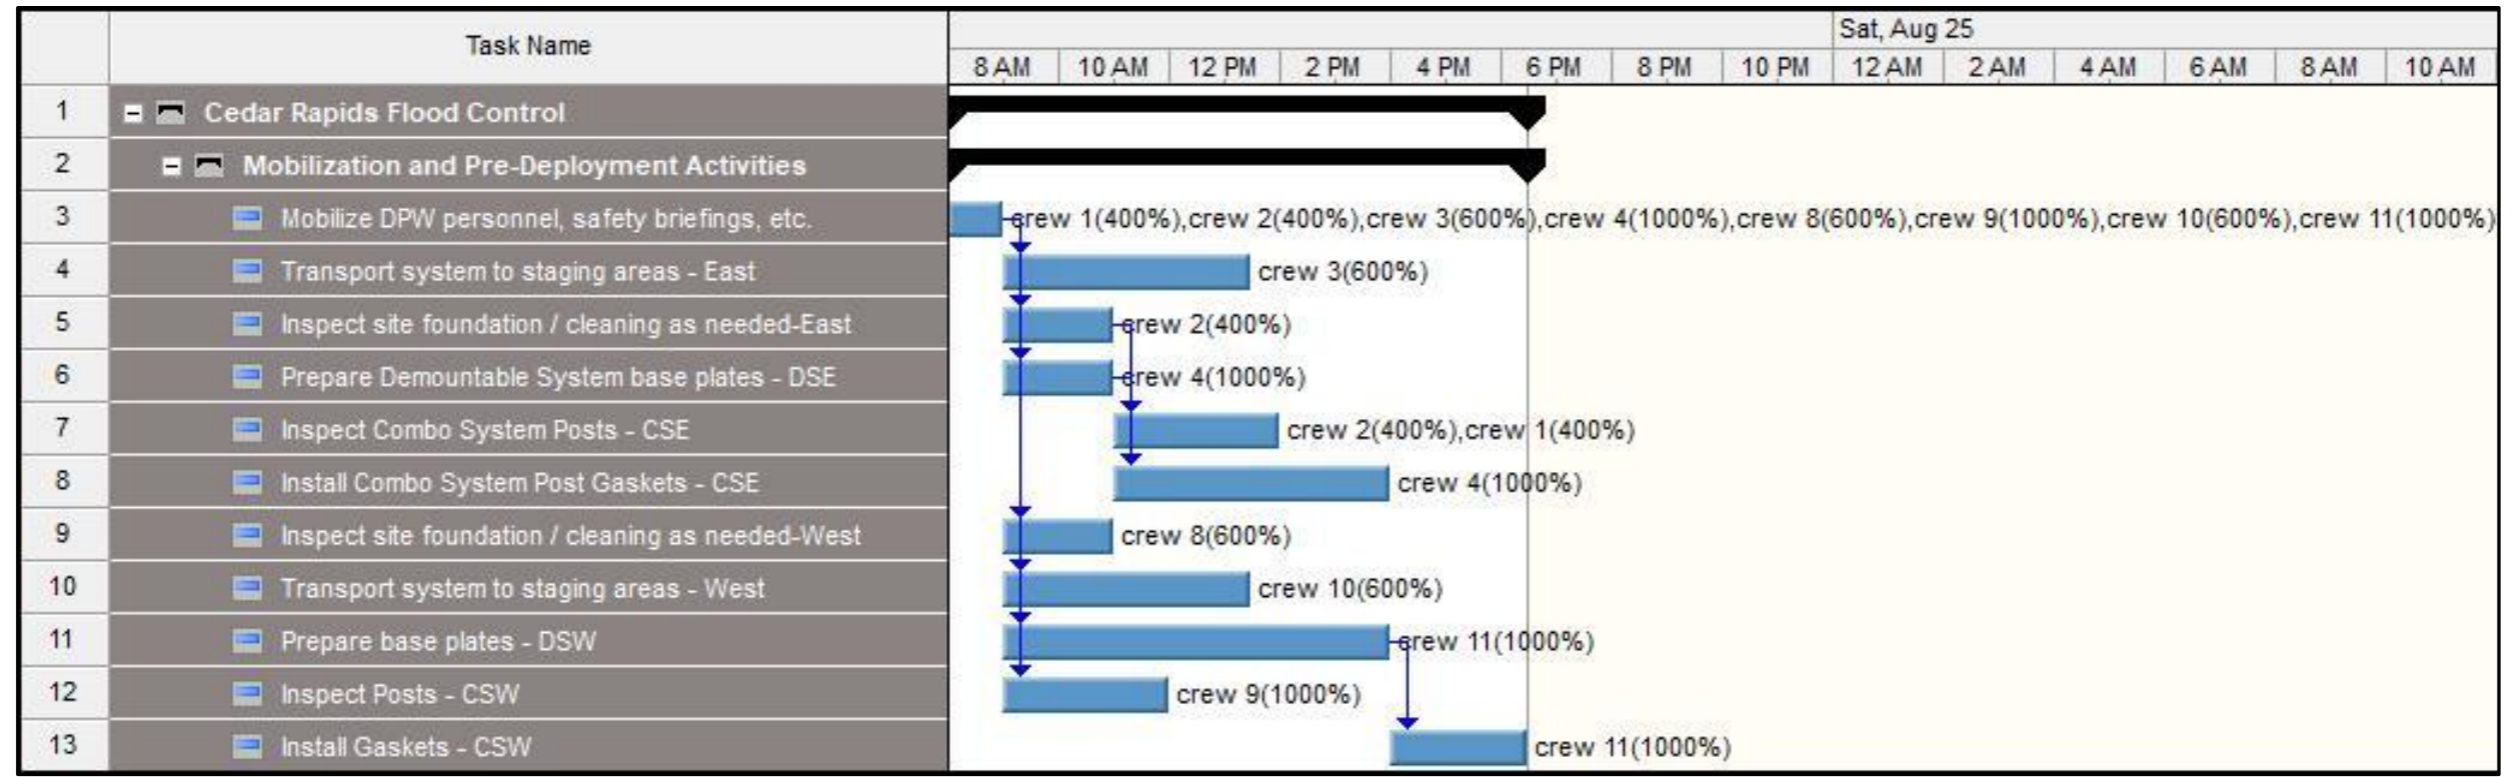 Task Name
Sat, Aug 25
8 AM 10 AM 12 PM 2 PM 4 PM 6 PM 8 PM 10 PM 12 AM 2 AM 4 AM 6 AM 8 AM 10 AM
1 Cedar Rapids Flood Control
2 Mobilization and Pre-Deployment Activities
3 Mobilize DPW personnel, safety briefings, etc. crew 1(400%),crew 2(400%),crew 3(600%),crew 4(1000%),crew 8(600%),crew 9(1000%),crew 10(600%),crew 11(1000%)
4 Transport system to staging areas - East crew 3(600%)
5 Inspect site foundation / cleaning as needed-East crew 2(400%)
6 Prepare Demountable System base plates - DSE crew 4(1000%)
7 Inspect Combo System Posts - CSE crew 2(400%),crew 1(400%)
8 Install Combo System Post Gaskets - CSE crew 4(1000%)
9 Inspect site foundation / cleaning as needed-West crew 8(600%)
10 Transport system to staging areas - West crew 10(600%)
11 Prepare base plates - DSW crew 11(1000%)
12 Inspect Posts - CSW crew 9(1000%)
13 Install Gaskets - CSW crew 11(1000%)